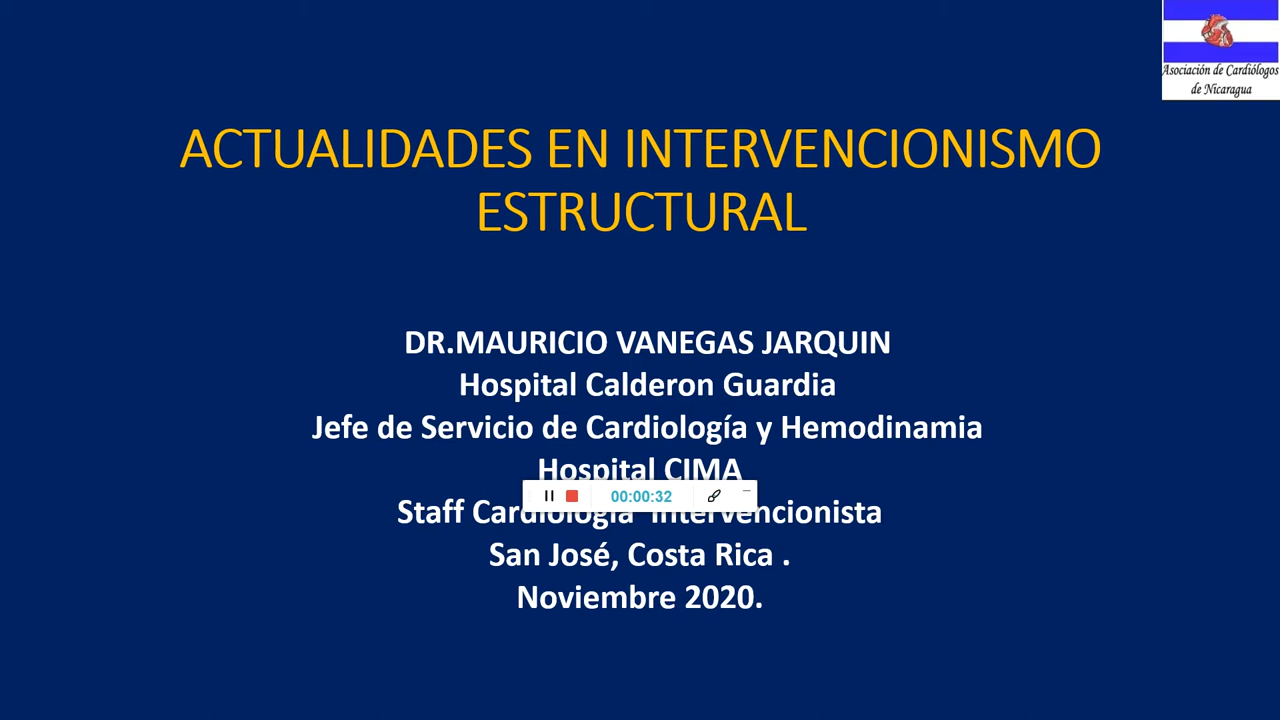 Asociación de Cardiólogos
de Nicaragua
ACTUALIDADES EN INTERVENCIONISMO
ESTRUCTURAL
DR.MAURICIO VANEGAS JARQUIN
Hospital Calderon Guardia
Jefe de Servicio de Cardiología y Hemodinamia
Hospital CIMA
00:00:32
Staff Cardiología Intervencionista
San José, Costa Rica .
Noviembre 2020.